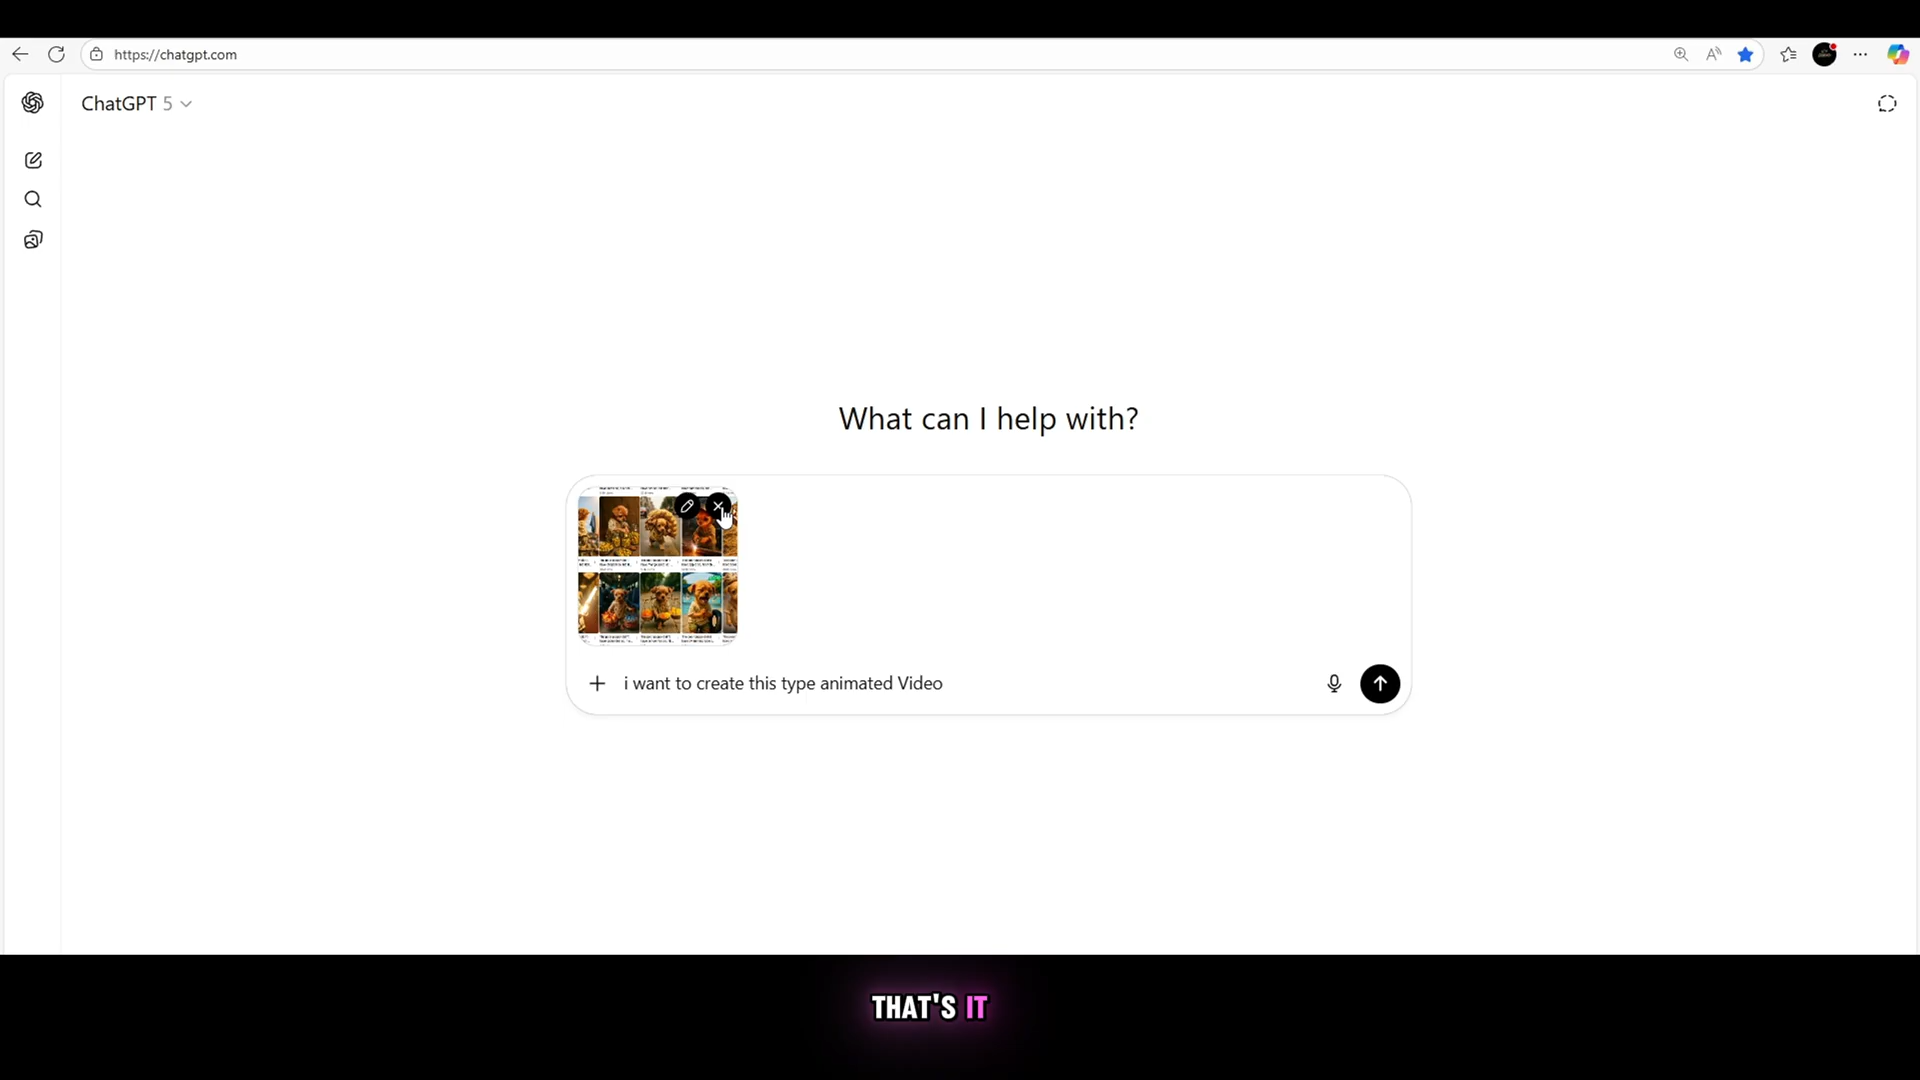 https://chatgpt.com
ChatGPT 5
What can I help with?
i want to create this type animated Video
THAT'S IT